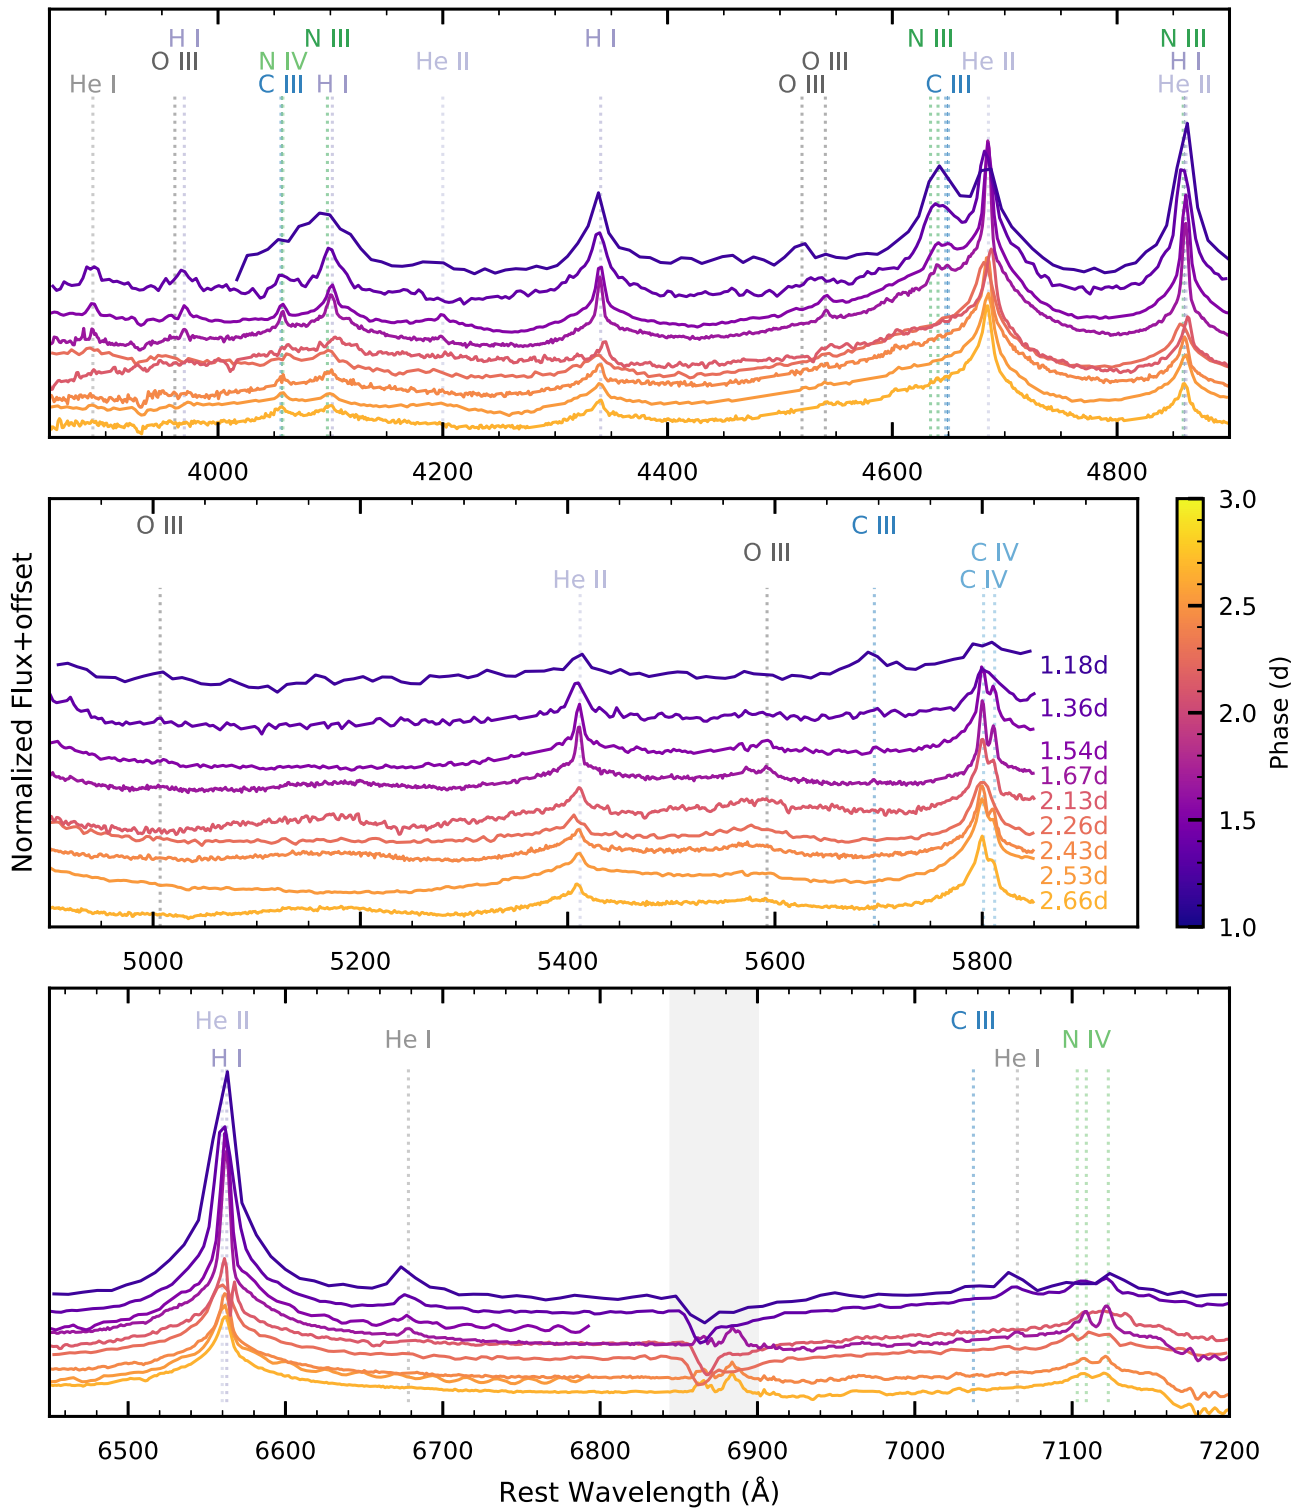 H I N III H I N III N III
O III N IV He II O III He II H I
He I C III H I O III C III He II
4000 4200 4400 4600 4800
O III C III
O III C IV
He II C IV
1.18d
1.36d
1.54d
1.67d
2.13d
2.26d
2.43d
2.53d
2.66d
5000 5200 5400 5600 5800
3.0
2.5
2.0
1.5
1.0
Phase (d)
Normalized Flux+offset
He II C III
He I He I N IV
H I
6500 6600 6700 6800 6900 7000 7100 7200
Rest Wavelength (Å)